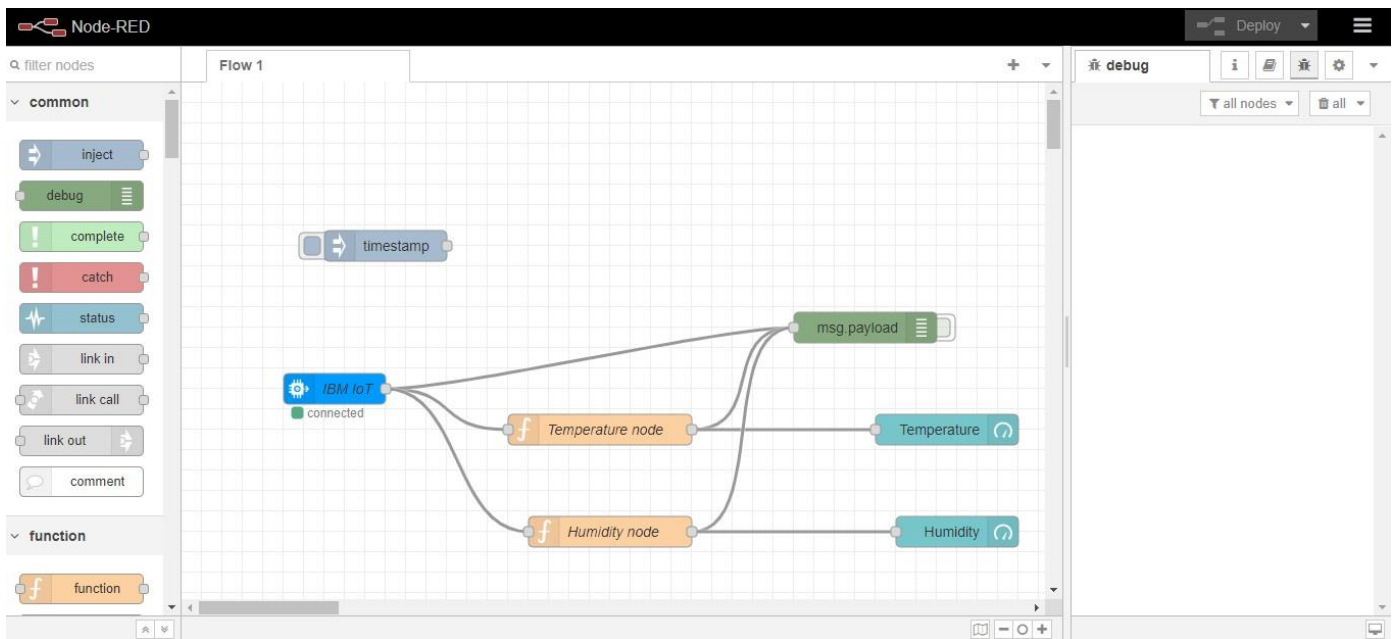 Node-RED
Deploy
filter nodes
Flow 1
debug
i
all nodes
all
common
inject
debug
complete
catch
status
link in
link call
link out
comment
function
function
timestamp
msg.payload
IBM IoT
connected
Temperature node
Temperature
Humidity node
Humidity